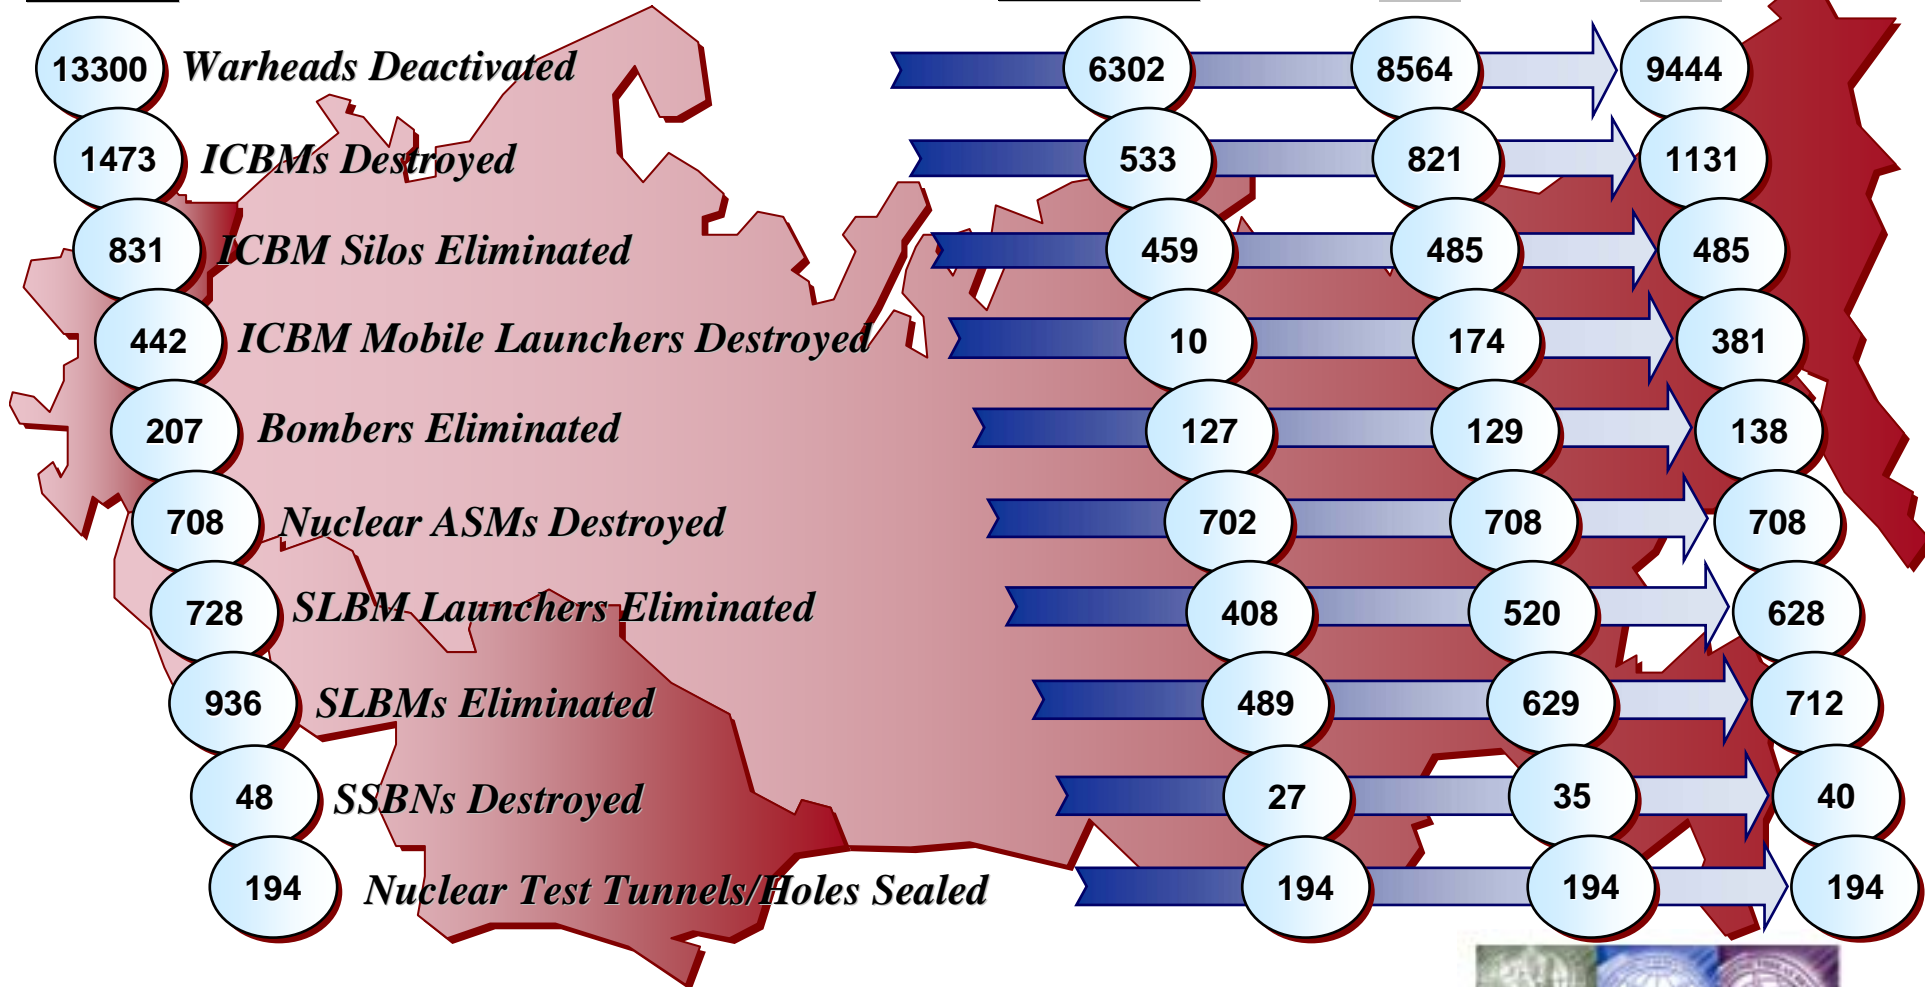 13300 Warheads Deactivated 6302 8564 9444
1473 ICBMs Destroyed 533 821 1131
831 ICBM Silos Eliminated 459 485 485
442 ICBM Mobile Launchers Destroyed 10 174 381
207 Bombers Eliminated 127 129 138
708 Nuclear ASMs Destroyed 702 708 708
728 SLBM Launchers Eliminated 408 520 628
936 SLBMs Eliminated 489 629 712
48 SSBNs Destroyed 27 35 40
194 Nuclear Test Tunnels/Holes Sealed 194 194 194